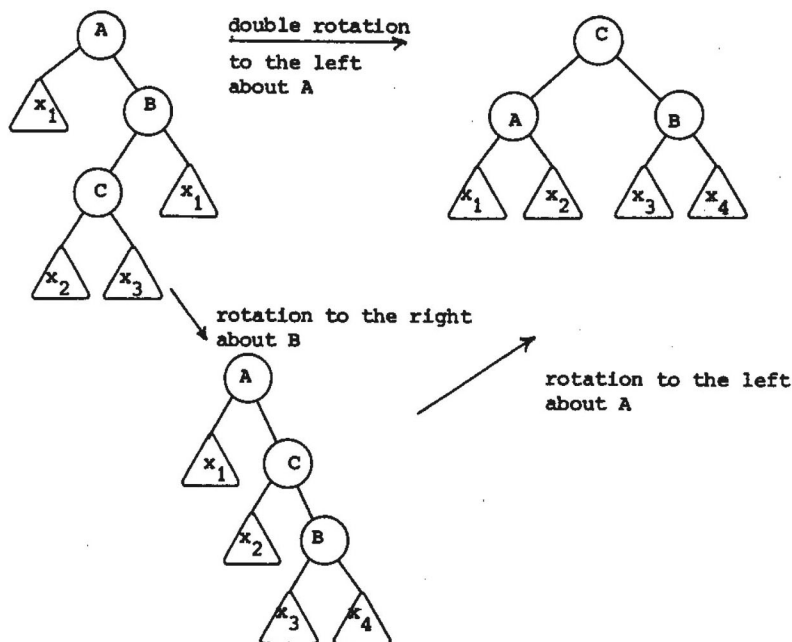 A
double rotation
to the left
about A
C
x1
B
A
B
C
x1
x1
x2
x3
x4
x2
x3
rotation to the right
about B
A
rotation to the left
about A
x1
C
x2
B
x3
x4